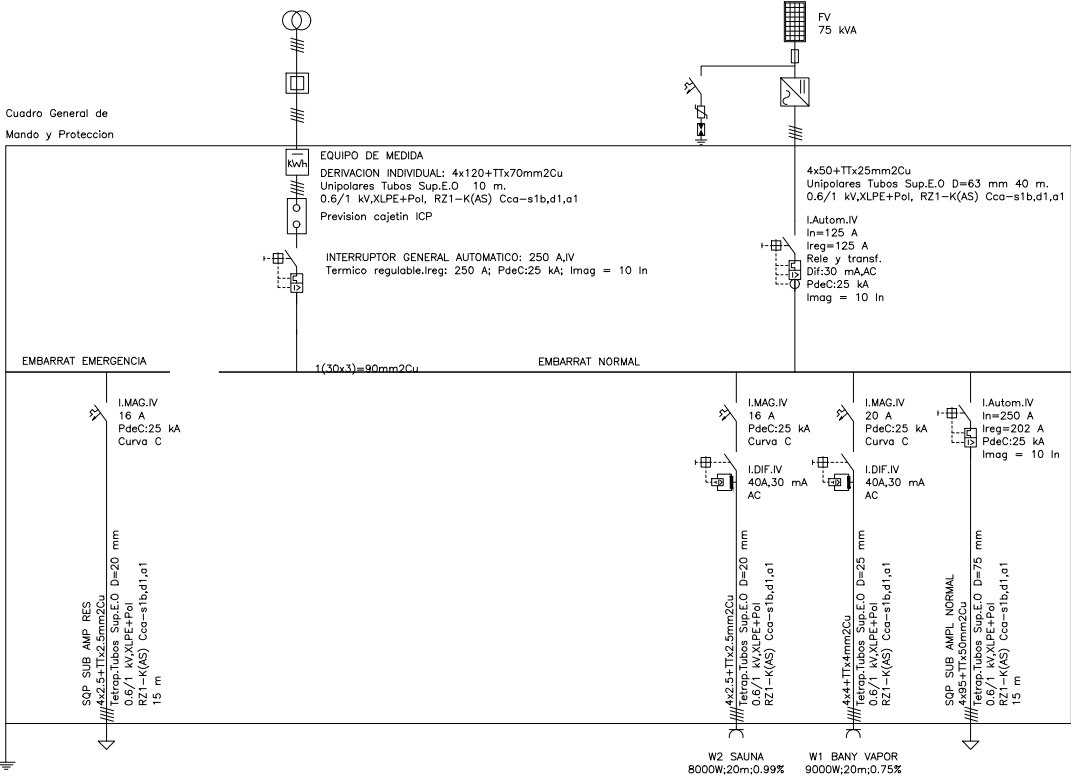 FV
75 kVA
Cuadro General de
Mando y Proteccion
KWh
EQUIPO DE MEDIDA
DERIVACION INDIVIDUAL: 4x120+TTx70mm2Cu
Unipolares Tubos Sup.E.O 10 m.
0.6/1 kV,XLPE+Pol, RZ1-K(AS) Cca-s1b,d1,a1
Prevision cajetin ICP
4x50+TTx25mm2Cu
Unipolares Tubos Sup.E.O D=63 mm 40 m.
0.6/1 kV,XLPE+Pol, RZ1-K(AS) Cca-s1b,d1,a1
INTERRUPTOR GENERAL AUTOMATICO: 250 A,IV
Termico regulable.Ireg: 250 A; PdeC:25 kA; Imag = 10 In
I.Autom.IV
In=125 A
Ireg=125 A
Rele y transf.
Dif:30 mA,AC
PdeC:25 kA
Imag = 10 In
EMBARRAT EMERGENCIA
1(30x3)=90mm2Cu
EMBARRAT NORMAL
I.MAG.IV
16 A
PdeC:25 kA
Curva C
I.MAG.IV
16 A
PdeC:25 kA
Curva C
I.DIF.IV
40A,30 mA
AC
I.MAG.IV
20 A
PdeC:25 kA
Curva C
I.DIF.IV
40A,30 mA
AC
I.Autom.IV
In=250 A
Ireg=202 A
PdeC:25 kA
Imag = 10 In
SQP SUB AMP RES
4x2.5+TTx2.5mm2Cu
Tetrap.Tubos Sup.E.O D=20 mm
0.6/1 kV,XLPE+Pol
RZ1-K(AS) Cca-s1b,d1,a1
15 m
4x2.5+TTx2.5mm2Cu
Tetrap.Tubos Sup.E.O D=20 mm
0.6/1 kV,XLPE+Pol
RZ1-K(AS) Cca-s1b,d1,a1
4x4+TTx4mm2Cu
Tetrap.Tubos Sup.E.O D=25 mm
0.6/1 kV,XLPE+Pol
RZ1-K(AS) Cca-s1b,d1,a1
SQP SUB AMPL NORMAL
4x95+TTx50mm2Cu
Tetrap.Tubos Sup.E.O D=75 mm
0.6/1 kV,XLPE+Pol
RZ1-K(AS) Cca-s1b,d1,a1
15 m
W2 SAUNA
8000W;20m;0.99%
W1 BANY VAPOR
9000W;20m;0.75%